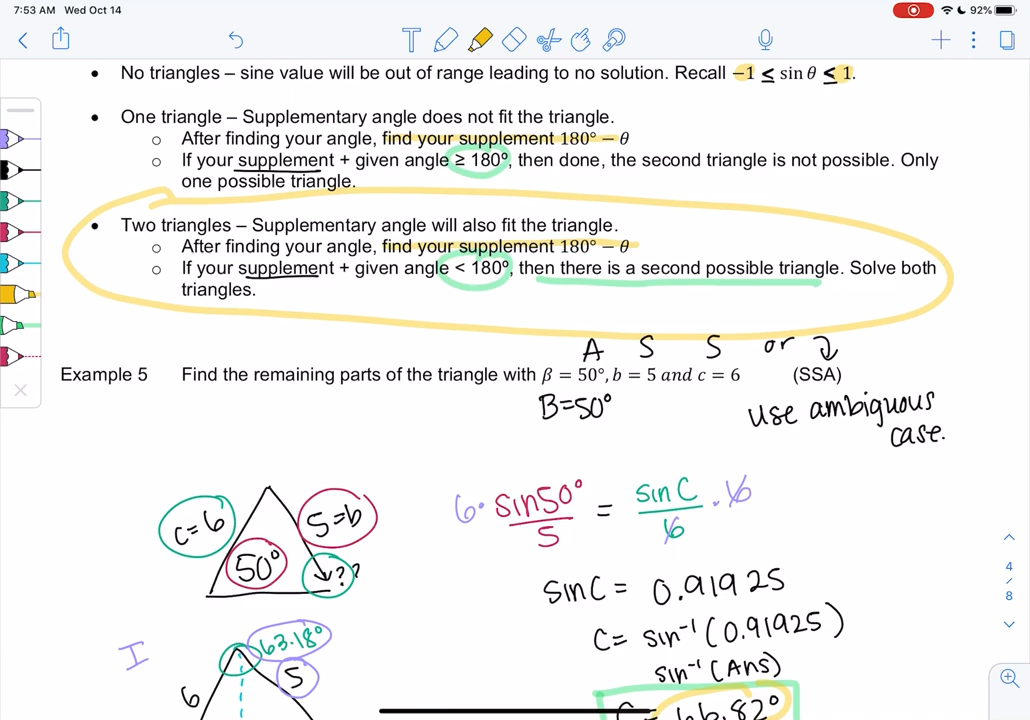 7:53 AM Wed Oct 14
92%
• No triangles – sine value will be out of range leading to no solution. Recall −1 ≤ sin θ ≤ 1.
• One triangle – Supplementary angle does not fit the triangle.
o After finding your angle, find your supplement 180° − θ
o If your supplement + given angle ≥ 180°, then done, the second triangle is not possible. Only
one possible triangle.
• Two triangles – Supplementary angle will also fit the triangle.
o After finding your angle, find your supplement 180° − θ
o If your supplement + given angle < 180°, then there is a second possible triangle. Solve both
triangles.
A S S or
Example 5 Find the remaining parts of the triangle with β = 50°, b = 5 and c = 6 (SSA)
B=50°
use ambiguous
case.
c=6
5=b
50°
??
6· sin50°/5 = sinC/6 ·6
sinC = 0.91925
C= sin⁻¹(0.91925)
sin⁻¹(Ans)
C = 66.82°
I
63.18°
6
5
4
/
8